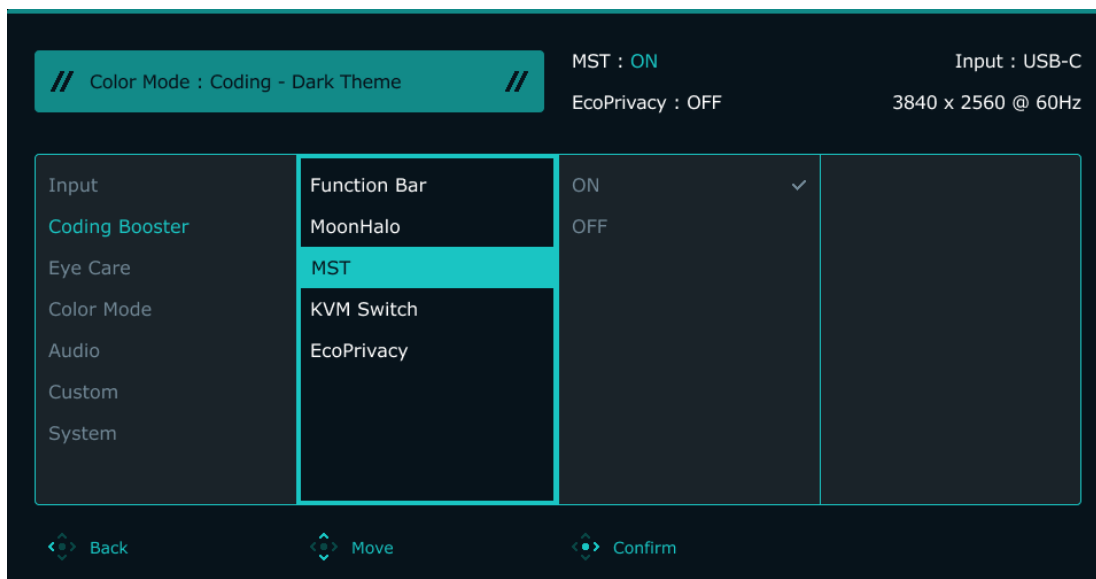 Color Mode : Coding - Dark Theme
MST : ON
Input : USB-C
EcoPrivacy : OFF
3840 x 2560 @ 60Hz
Input
Coding Booster
Eye Care
Color Mode
Audio
Custom
System
Function Bar
MoonHalo
MST
KVM Switch
EcoPrivacy
ON
OFF
Back
Move
Confirm